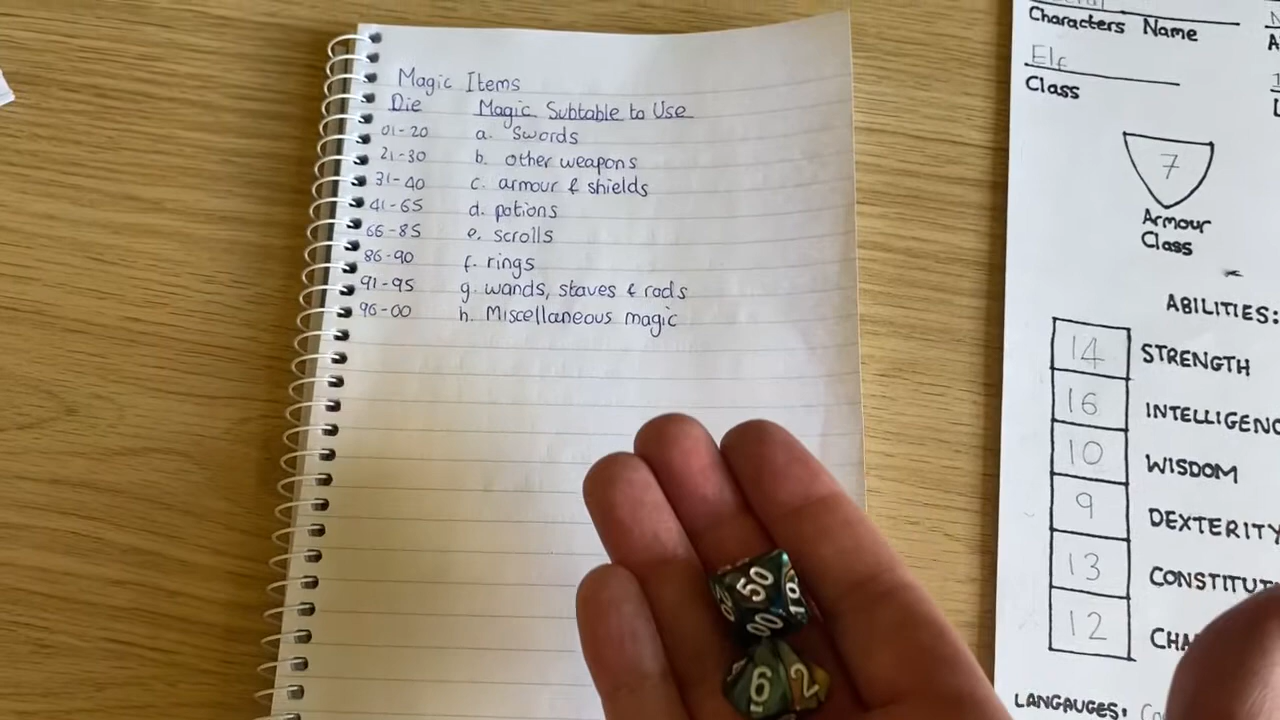 Magic Items
Die Magic Subtable to Use
01-20 a. Swords
21-30 b. other weapons
31-40 c. armour & shields
41-65 d. potions
66-85 e. scrolls
86-90 f. rings
91-95 g. wands, staves & rods
96-00 h. Miscellaneous magic
Characters Name
Elf
Class
7
Armour
Class
ABILITIES:
14 STRENGTH
16 INTELLIGENC
10 WISDOM
9 DEXTERITY
13 CONSTITUT
12 CHA
LANGAUGES:
50
00
6 2